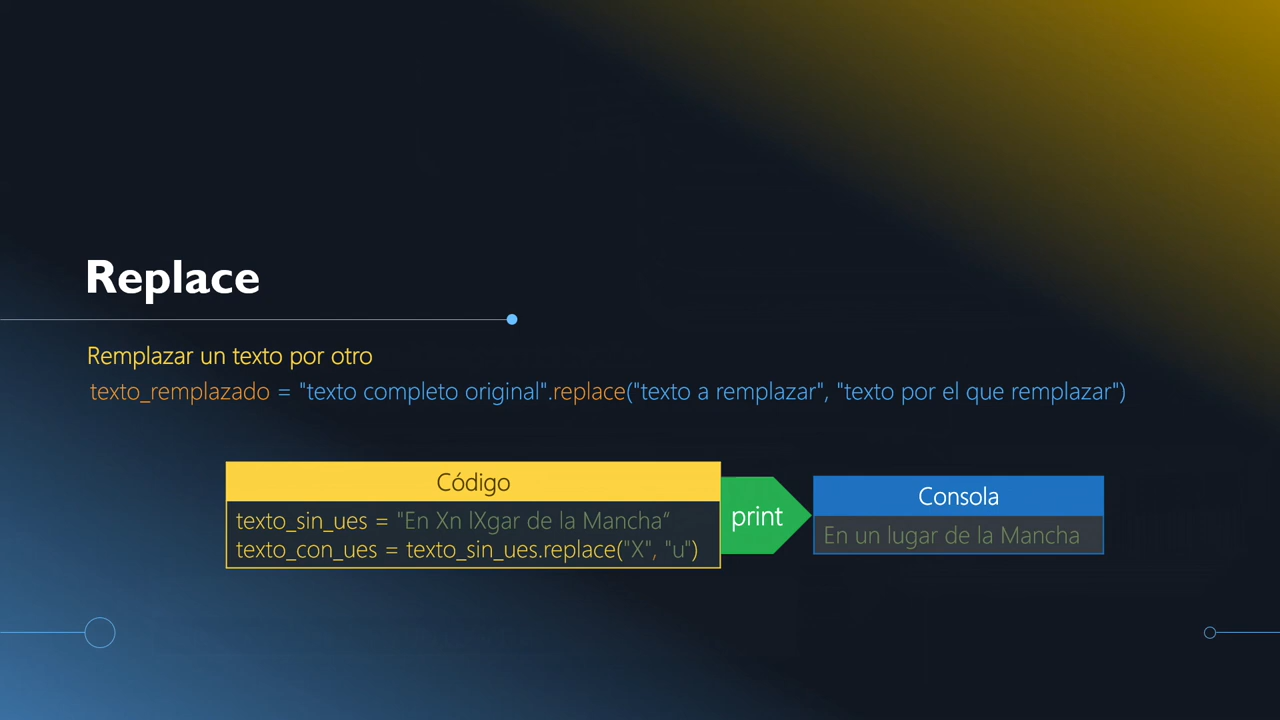 Replace
Remplazar un texto por otro
texto_remplazado = "texto completo original".replace("texto a remplazar", "texto por el que remplazar")
Código
texto_sin_ues = "En Xn lXgar de la Mancha“
texto_con_ues = texto_sin_ues.replace("X", "u")
print
Consola
En un lugar de la Mancha